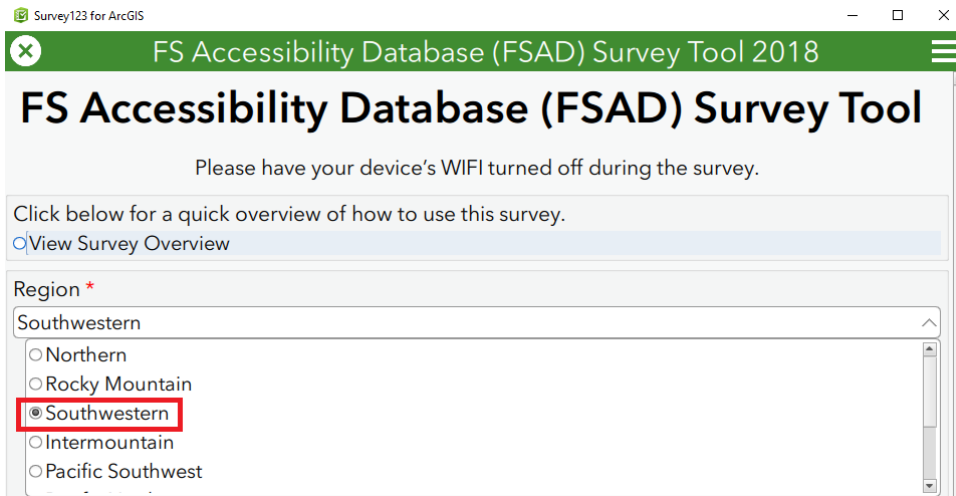 Survey123 for ArcGIS
FS Accessibility Database (FSAD) Survey Tool 2018
FS Accessibility Database (FSAD) Survey Tool
Please have your device's WIFI turned off during the survey.
Click below for a quick overview of how to use this survey.
View Survey Overview
Region *
Southwestern
Northern
Rocky Mountain
Southwestern
Intermountain
Pacific Southwest